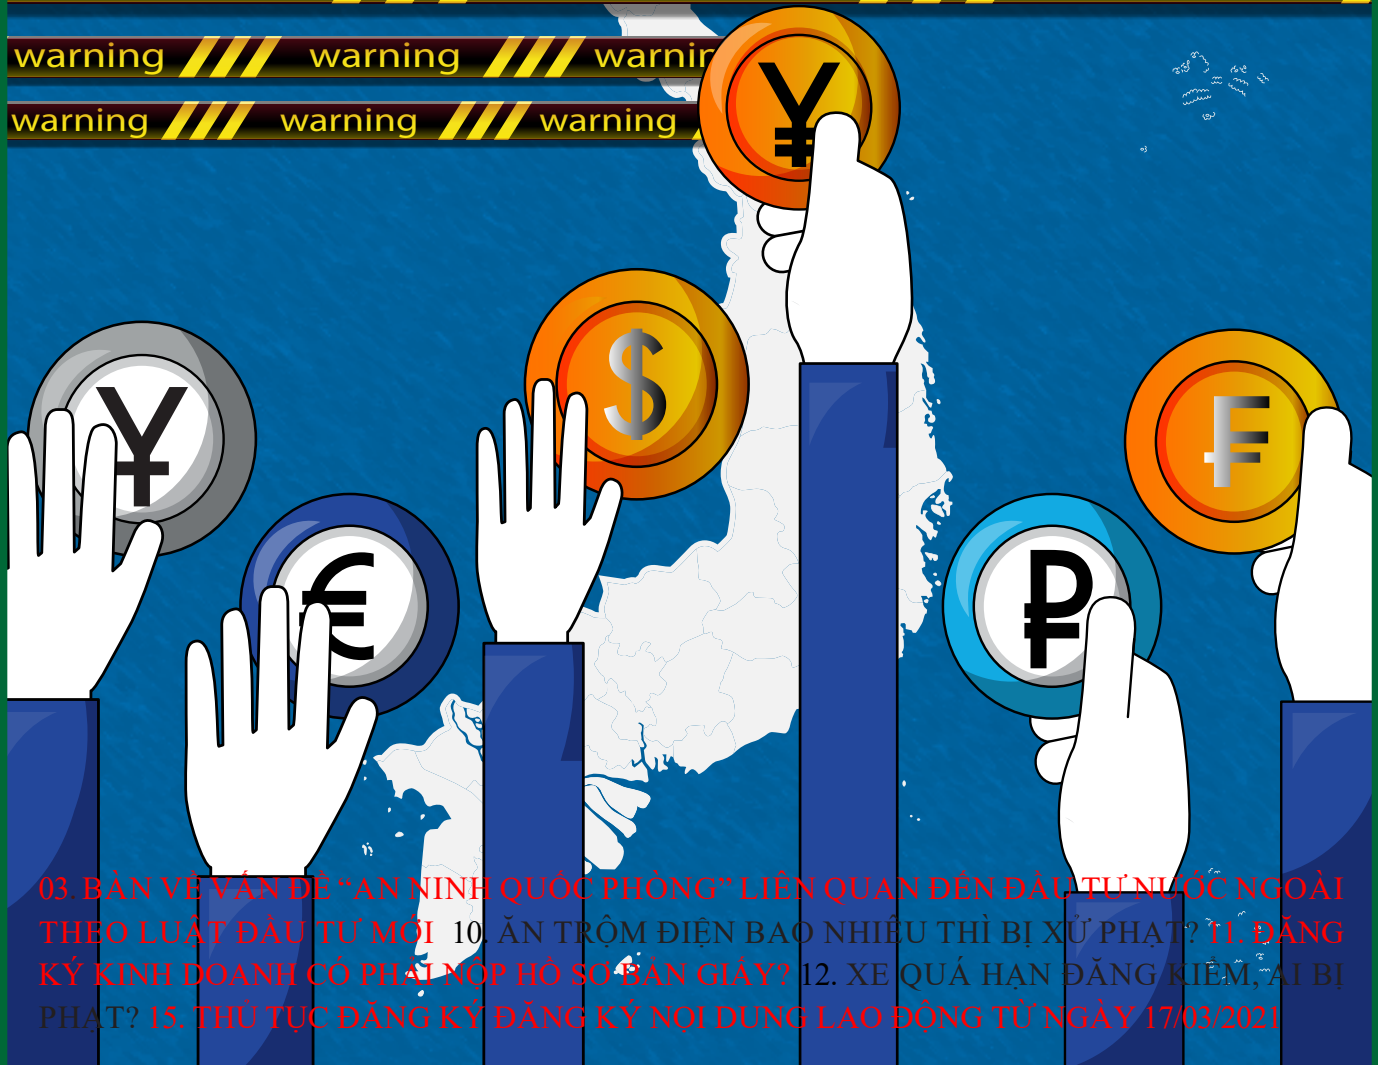 warning /// warning /// warnin
warning /// warning /// warning
¥
$
¥
₣
€
₽
03. BÀN VỀ VẤN ĐỀ “AN NINH QUỐC PHÒNG” LIÊN QUAN ĐẾN ĐẦU TƯ NƯỚC NGOÀI
THEO LUẬT ĐẦU TƯ MỚI 10. ĂN TRỘM ĐIỆN BAO NHIÊU THÌ BỊ XỬ PHẠT? 11. ĐĂNG
KÝ KINH DOANH CÓ PHẢI NỘP HỒ SƠ BẢN GIẤY? 12. XE QUÁ HẠN ĐĂNG KIỂM, AI BỊ
PHẠT? 15. THỦ TỤC ĐĂNG KÝ ĐĂNG KÝ NỘI DUNG LAO ĐỘNG TỪ NGÀY 17/03/2021